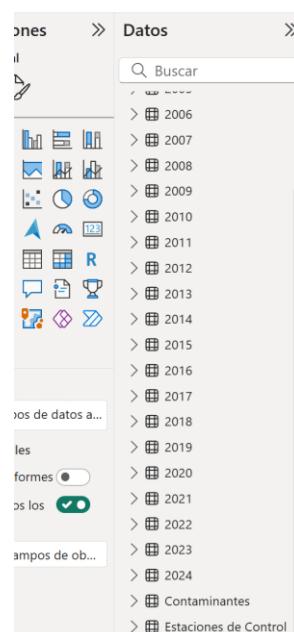 ones
Datos
al
Buscar
2006
2007
2008
2009
2010
2011
2012
2013
2014
2015
2016
2017
2018
2019
2020
2021
2022
2023
2024
Contaminantes
Estaciones de Control
123
R
pos de datos a...
les
formes
os los
ampos de ob...